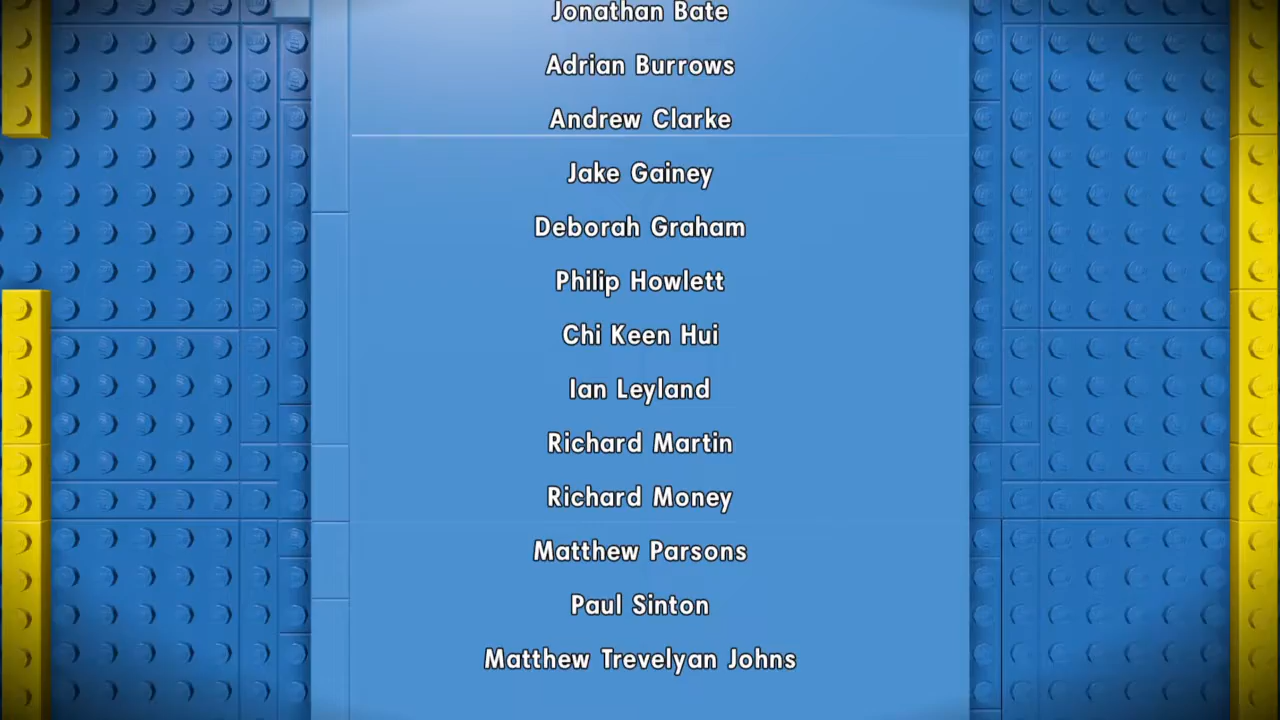 Jonathan Bate
Adrian Burrows
Andrew Clarke
Jake Gainey
Deborah Graham
Philip Howlett
Chi Keen Hui
Ian Leyland
Richard Martin
Richard Money
Matthew Parsons
Paul Sinton
Matthew Trevelyan Johns